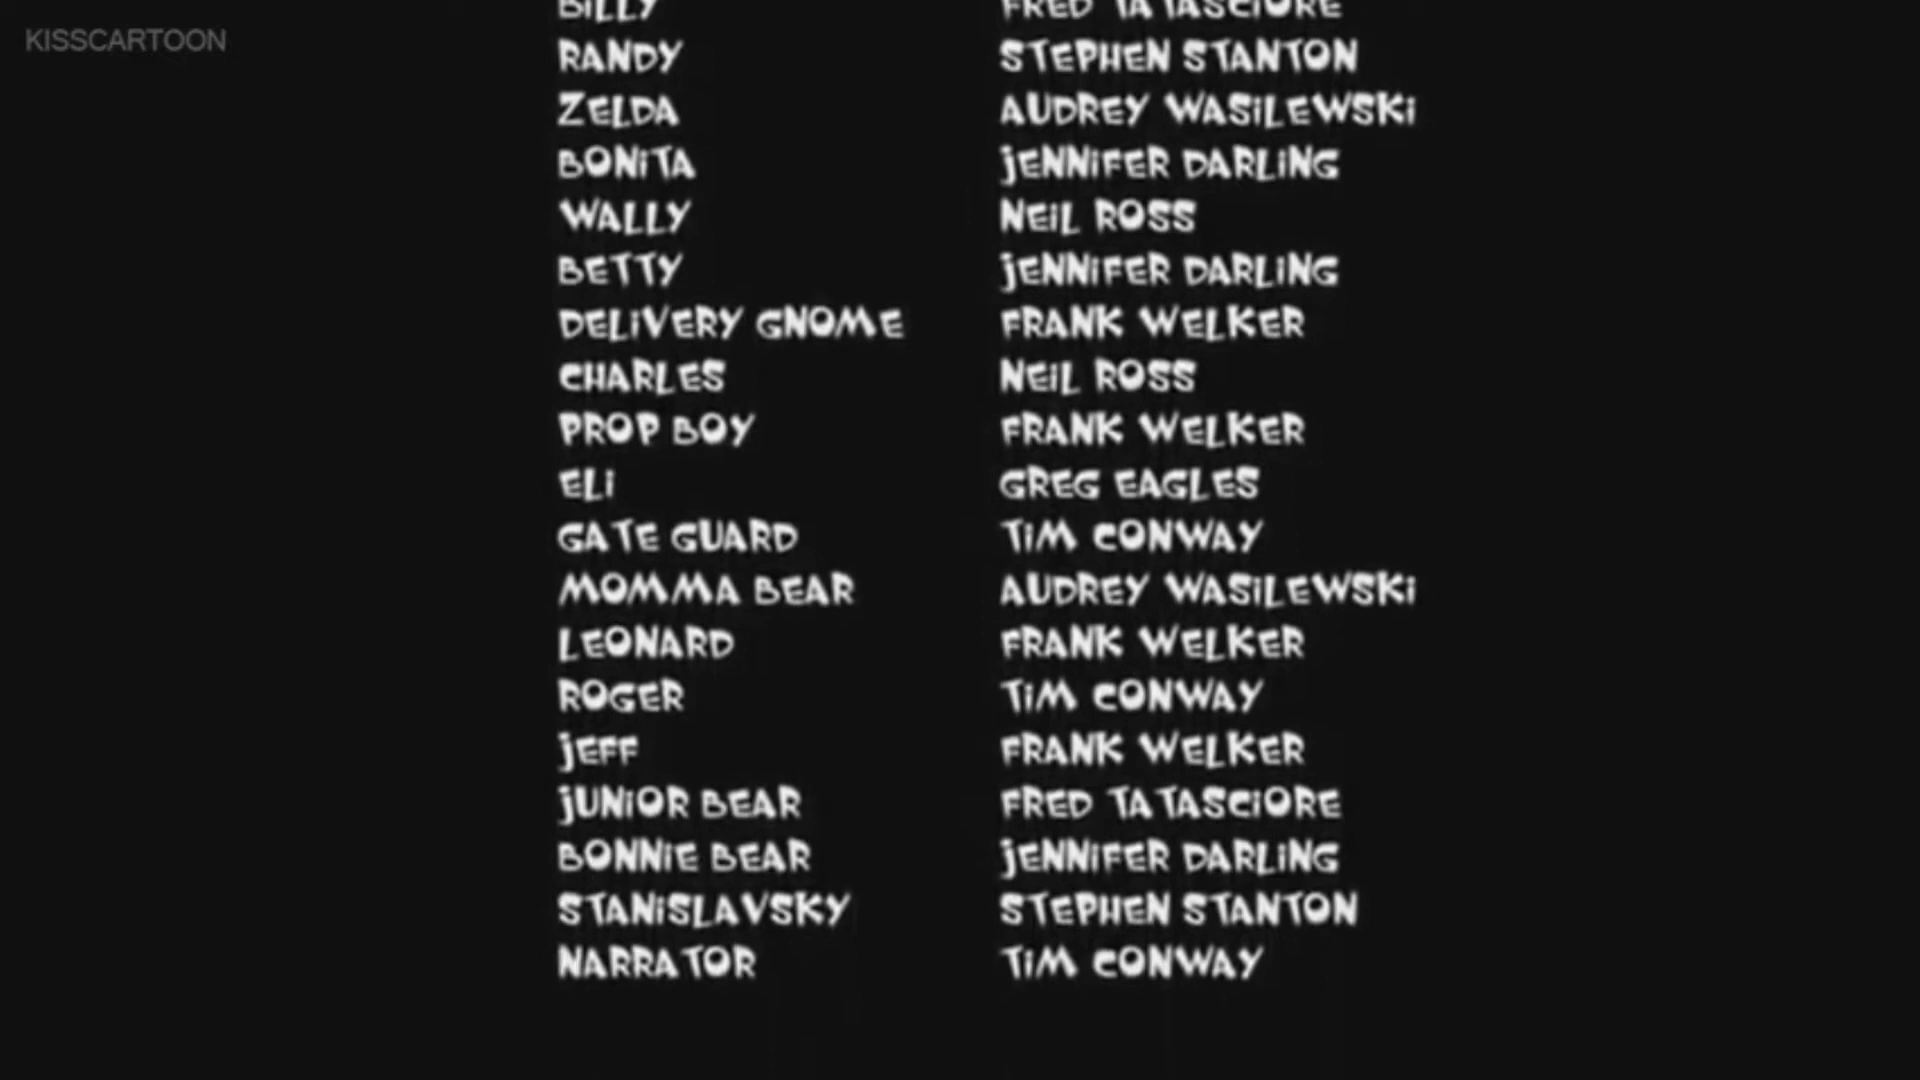 KISSCARTOON
BILLY FRED TATASCIORE
RANDY STEPHEN STANTON
ZELDA AUDREY WASILEWSKI
BONITA JENNIFER DARLING
WALLY NEIL ROSS
BETTY JENNIFER DARLING
DELIVERY GNOME FRANK WELKER
CHARLES NEIL ROSS
PROP BOY FRANK WELKER
ELI GREG EAGLES
GATE GUARD TIM CONWAY
MOMMA BEAR AUDREY WASILEWSKI
LEONARD FRANK WELKER
ROGER TIM CONWAY
JEFF FRANK WELKER
JUNIOR BEAR FRED TATASCIORE
BONNIE BEAR JENNIFER DARLING
STANISLAVSKY STEPHEN STANTON
NARRATOR TIM CONWAY